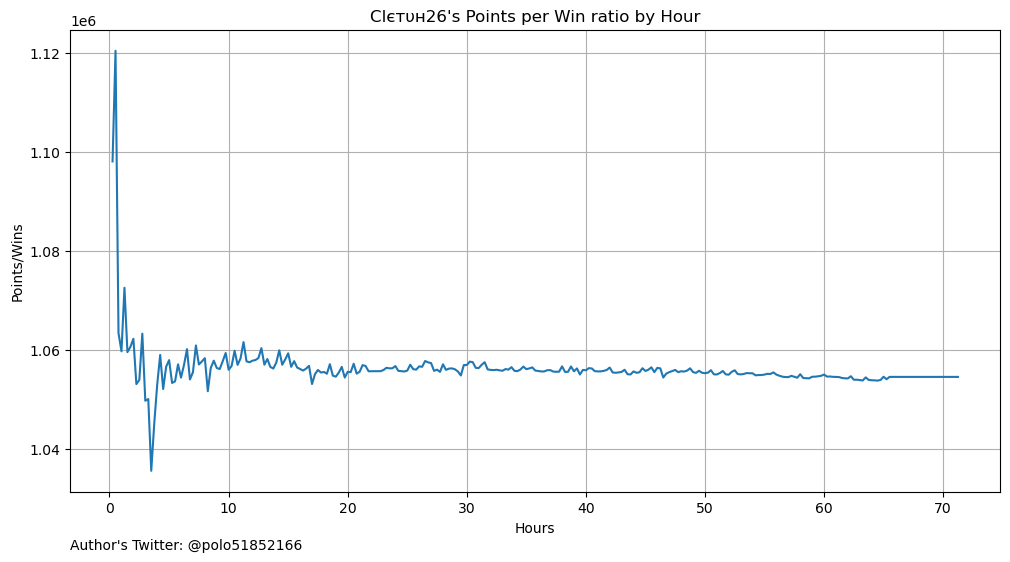 Clєтυн26's Points per Win ratio by Hour
1e6
1.12
1.10
1.08
1.06
1.04
Points/Wins
0 10 20 30 40 50 60 70
Hours
Author's Twitter: @polo51852166